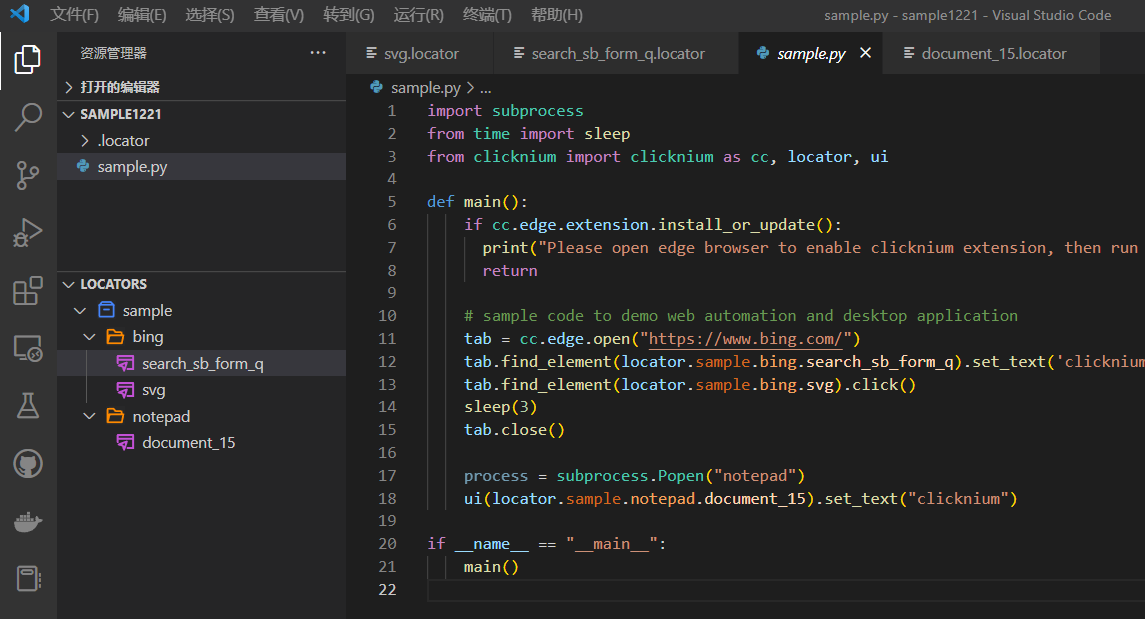 文件(F) 编辑(E) 选择(S) 查看(V) 转到(G) 运行(R) 终端(T) 帮助(H) sample.py - sample1221 - Visual Studio Code
资源管理器 ...
打开的编辑器
SAMPLE1221
.locator
sample.py
LOCATORS
sample
bing
search_sb_form_q
svg
notepad
document_15
svg.locator search_sb_form_q.locator sample.py document_15.locator
sample.py > ...
1 import subprocess
2 from time import sleep
3 from clicknium import clicknium as cc, locator, ui
4
5 def main():
6 if cc.edge.extension.install_or_update():
7 print("Please open edge browser to enable clicknium extension, then run
8 return
9
10 # sample code to demo web automation and desktop application
11 tab = cc.edge.open("https://www.bing.com/")
12 tab.find_element(locator.sample.bing.search_sb_form_q).set_text('clicknium
13 tab.find_element(locator.sample.bing.svg).click()
14 sleep(3)
15 tab.close()
16
17 process = subprocess.Popen("notepad")
18 ui(locator.sample.notepad.document_15).set_text("clicknium")
19
20 if __name__ == "__main__":
21 main()
22